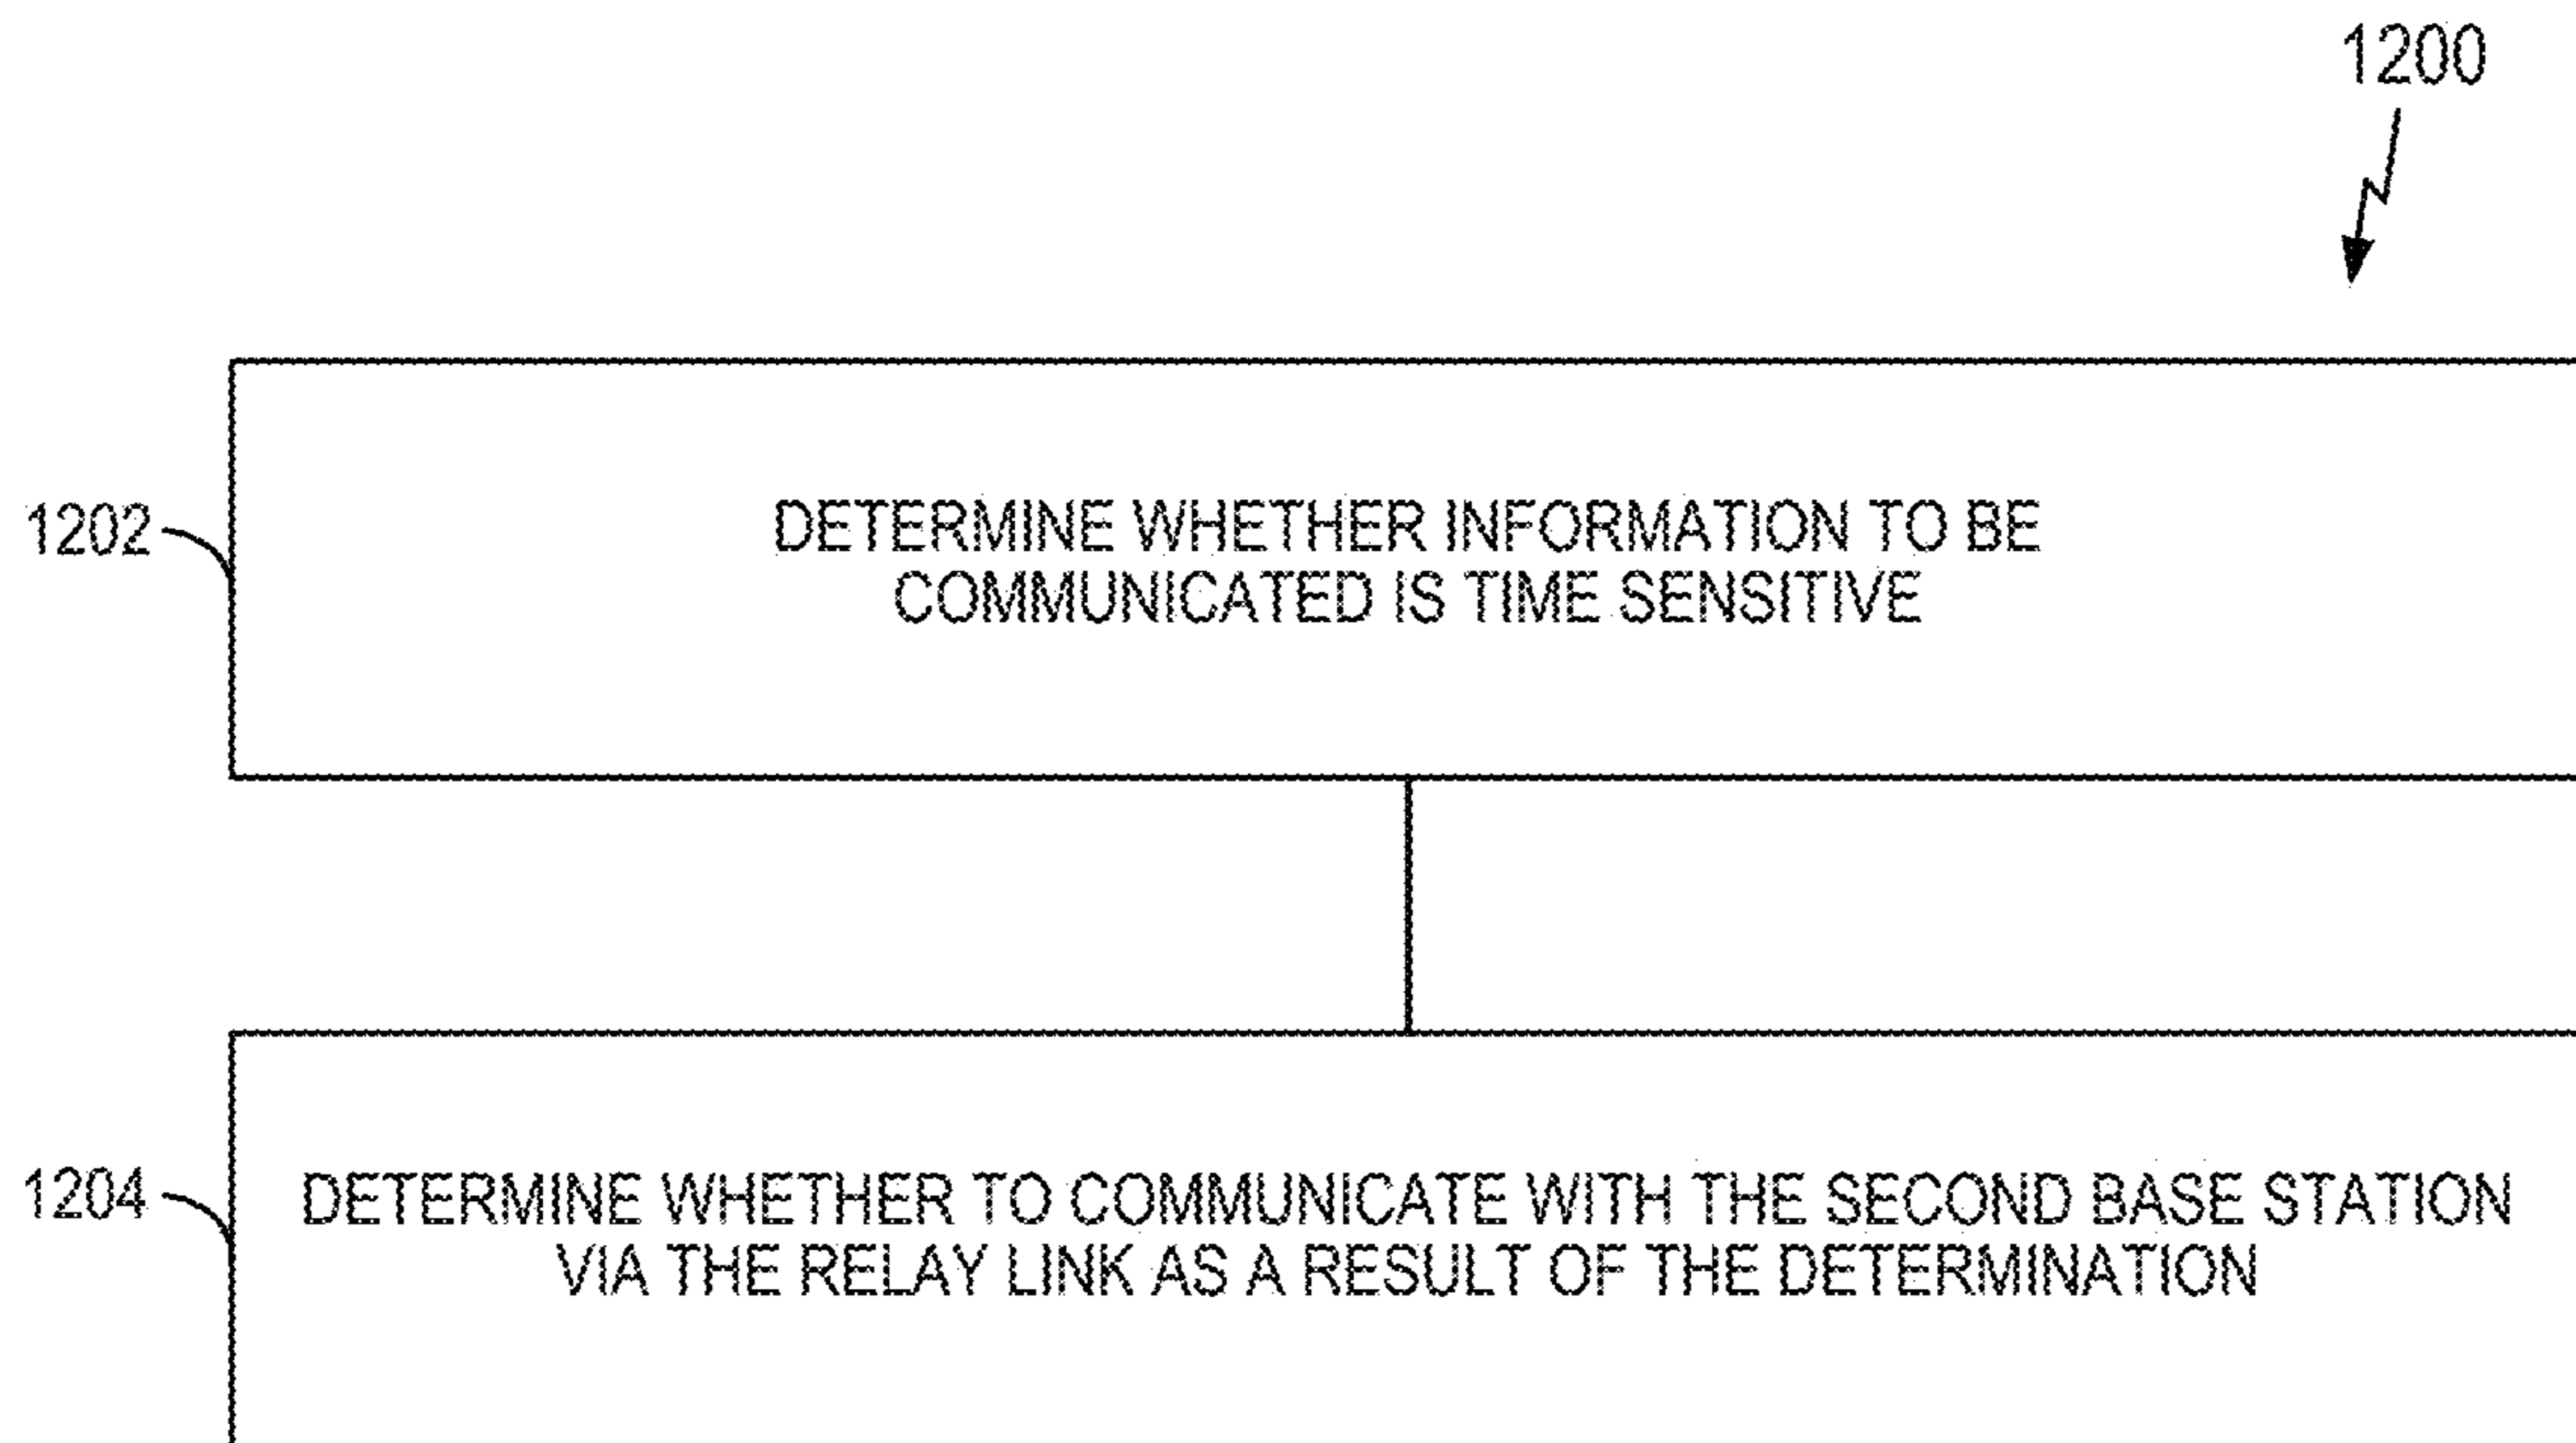 1200
1202
DETERMINE WHETHER INFORMATION TO BE
COMMUNICATED IS TIME SENSITIVE
1204
DETERMINE WHETHER TO COMMUNICATE WITH THE SECOND BASE STATION
VIA THE RELAY LINK AS A RESULT OF THE DETERMINATION